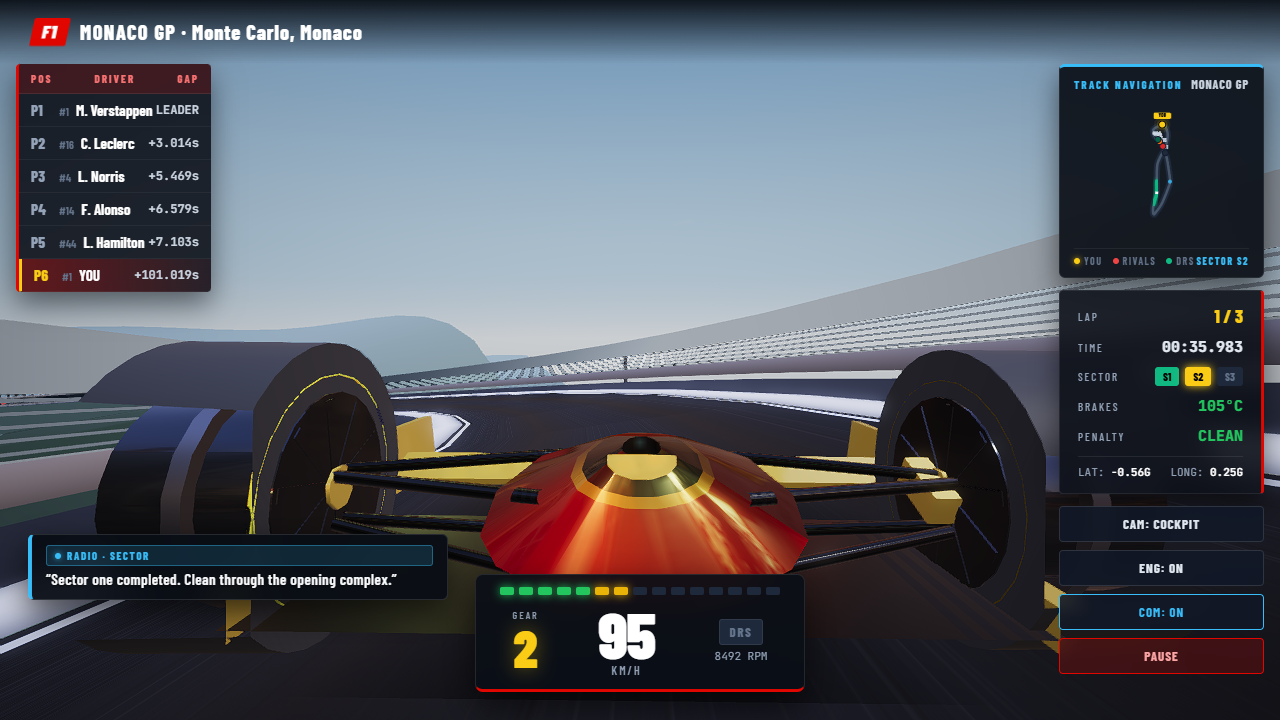 F1 MONACO GP · Monte Carlo, Monaco
POS DRIVER GAP
P1 #1 M. Verstappen LEADER
P2 #16 C. Leclerc +3.014s
P3 #4 L. Norris +5.469s
P4 #14 F. Alonso +6.579s
P5 #44 L. Hamilton +7.103s
P6 #1 YOU +101.019s
TRACK NAVIGATION MONACO GP
YOU RIVALS DRS SECTOR S2
LAP 1/3
TIME 00:35.983
SECTOR S1 S2 S3
BRAKES 105°C
PENALTY CLEAN
LAT: -0.56G LONG: 0.25G
CAM: COCKPIT
ENG: ON
COM: ON
PAUSE
RADIO · SECTOR
"Sector one completed. Clean through the opening complex."
GEAR
2
95
KM/H
DRS
8492 RPM